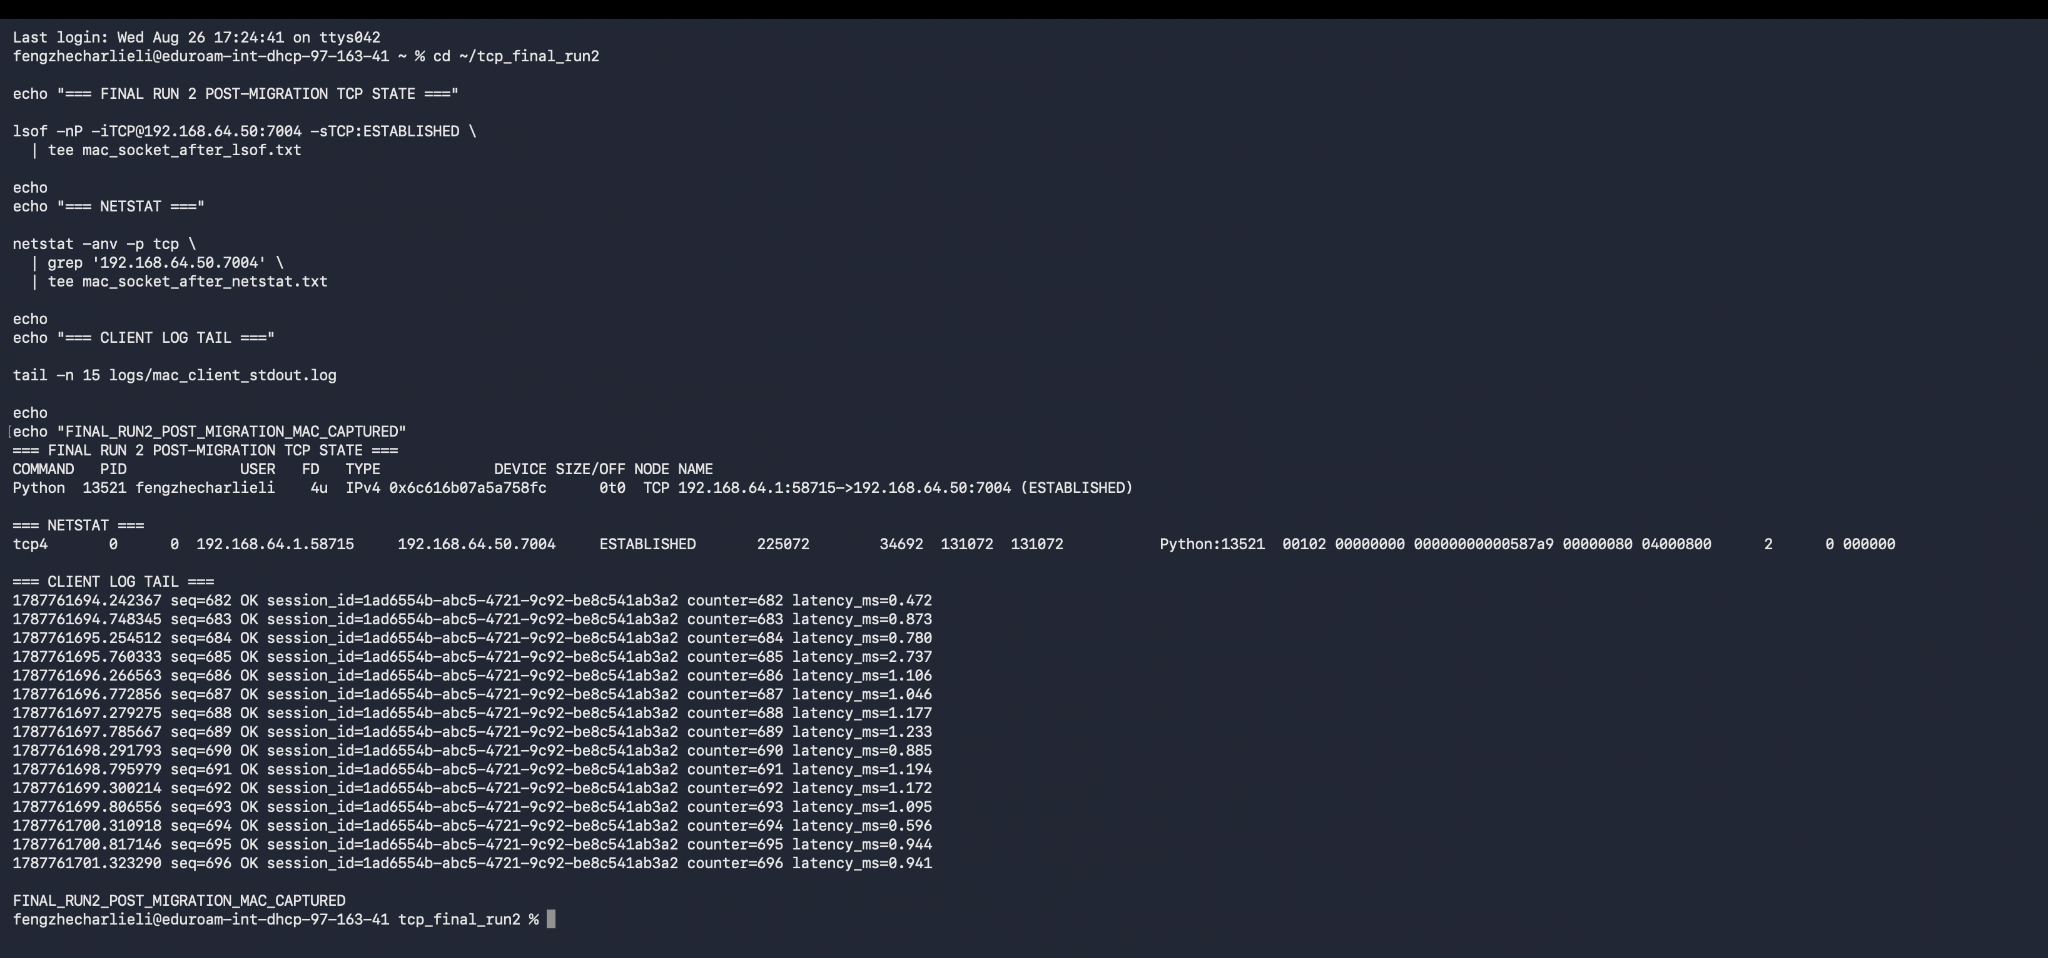 Last login: Wed Aug 26 17:24:41 on ttys042
fengzhecharlieli@eduroam-int-dhcp-97-163-41 ~ % cd ~/tcp_final_run2
echo "=== FINAL RUN 2 POST-MIGRATION TCP STATE ==="
lsof -nP -iTCP@192.168.64.50:7004 -sTCP:ESTABLISHED \
| tee mac_socket_after_lsof.txt
echo
echo "=== NETSTAT ==="
netstat -anv -p tcp \
| grep '192.168.64.50.7004' \
| tee mac_socket_after_netstat.txt
echo
echo "=== CLIENT LOG TAIL ==="
tail -n 15 logs/mac_client_stdout.log
echo
[echo "FINAL_RUN2_POST_MIGRATION_MAC_CAPTURED"
=== FINAL RUN 2 POST-MIGRATION TCP STATE ===
COMMAND   PID             USER   FD   TYPE             DEVICE SIZE/OFF NODE NAME
Python  13521 fengzhecharlieli    4u  IPv4 0x6c616b07a5a758fc      0t0  TCP 192.168.64.1:58715->192.168.64.50:7004 (ESTABLISHED)
=== NETSTAT ===
tcp4       0      0  192.168.64.1.58715     192.168.64.50.7004     ESTABLISHED       225072        34692  131072  131072           Python:13521  00102 00000000 00000000000587a9 00000080 04000800      2      0 000000
=== CLIENT LOG TAIL ===
1787761694.242367 seq=682 OK session_id=1ad6554b-abc5-4721-9c92-be8c541ab3a2 counter=682 latency_ms=0.472
1787761694.748345 seq=683 OK session_id=1ad6554b-abc5-4721-9c92-be8c541ab3a2 counter=683 latency_ms=0.873
1787761695.254512 seq=684 OK session_id=1ad6554b-abc5-4721-9c92-be8c541ab3a2 counter=684 latency_ms=0.780
1787761695.760333 seq=685 OK session_id=1ad6554b-abc5-4721-9c92-be8c541ab3a2 counter=685 latency_ms=2.737
1787761696.266563 seq=686 OK session_id=1ad6554b-abc5-4721-9c92-be8c541ab3a2 counter=686 latency_ms=1.106
1787761696.772856 seq=687 OK session_id=1ad6554b-abc5-4721-9c92-be8c541ab3a2 counter=687 latency_ms=1.046
1787761697.279275 seq=688 OK session_id=1ad6554b-abc5-4721-9c92-be8c541ab3a2 counter=688 latency_ms=1.177
1787761697.785667 seq=689 OK session_id=1ad6554b-abc5-4721-9c92-be8c541ab3a2 counter=689 latency_ms=1.233
1787761698.291793 seq=690 OK session_id=1ad6554b-abc5-4721-9c92-be8c541ab3a2 counter=690 latency_ms=0.885
1787761698.795979 seq=691 OK session_id=1ad6554b-abc5-4721-9c92-be8c541ab3a2 counter=691 latency_ms=1.194
1787761699.300214 seq=692 OK session_id=1ad6554b-abc5-4721-9c92-be8c541ab3a2 counter=692 latency_ms=1.172
1787761699.806556 seq=693 OK session_id=1ad6554b-abc5-4721-9c92-be8c541ab3a2 counter=693 latency_ms=1.095
1787761700.310918 seq=694 OK session_id=1ad6554b-abc5-4721-9c92-be8c541ab3a2 counter=694 latency_ms=0.596
1787761700.817146 seq=695 OK session_id=1ad6554b-abc5-4721-9c92-be8c541ab3a2 counter=695 latency_ms=0.944
1787761701.323290 seq=696 OK session_id=1ad6554b-abc5-4721-9c92-be8c541ab3a2 counter=696 latency_ms=0.941
FINAL_RUN2_POST_MIGRATION_MAC_CAPTURED
fengzhecharlieli@eduroam-int-dhcp-97-163-41 tcp_final_run2 %